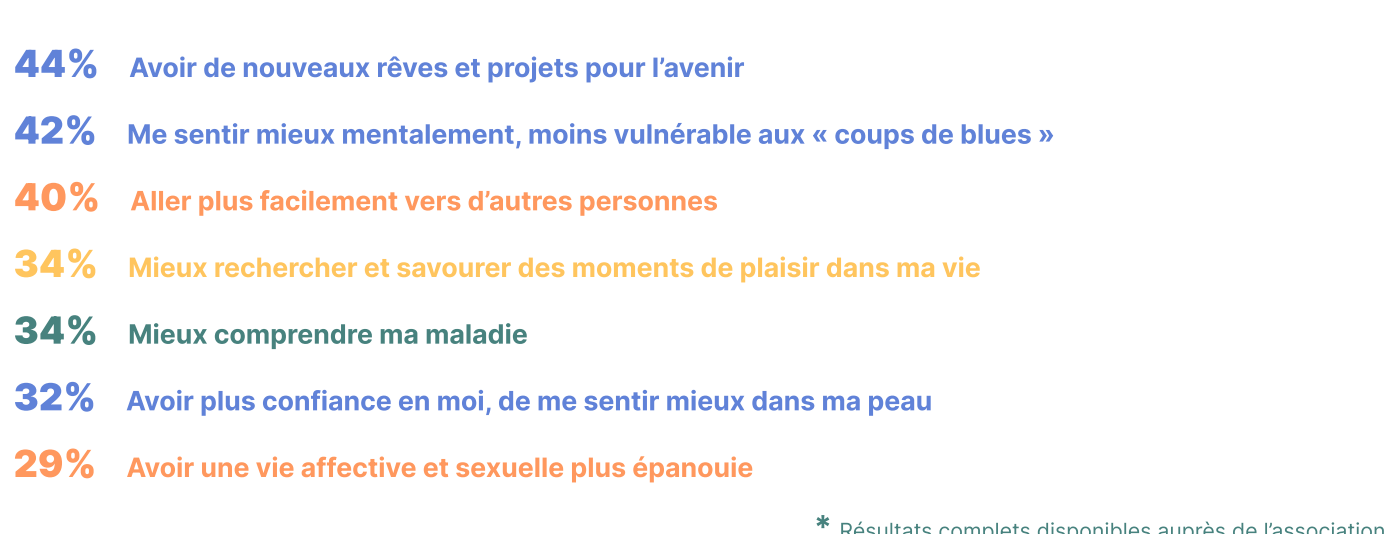 44% Avoir de nouveaux rêves et projets pour l’avenir
42% Me sentir mieux mentalement, moins vulnérable aux « coups de blues »
40% Aller plus facilement vers d’autres personnes
34% Mieux rechercher et savourer des moments de plaisir dans ma vie
34% Mieux comprendre ma maladie
32% Avoir plus confiance en moi, de me sentir mieux dans ma peau
29% Avoir une vie affective et sexuelle plus épanouie
* Résultats complets disponibles auprès de l’association